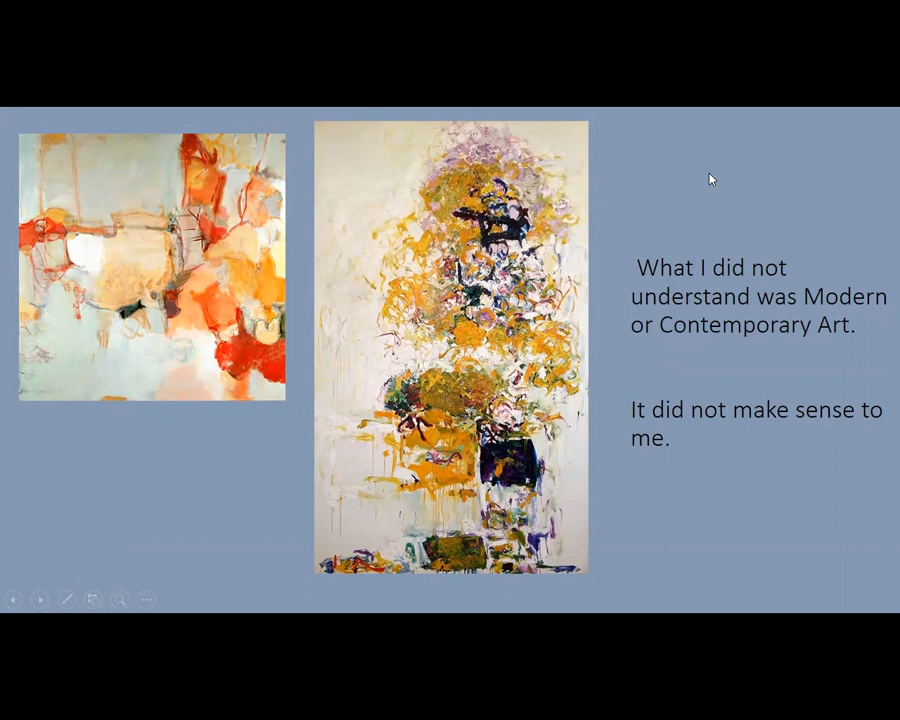 What I did not
understand was Modern
or Contemporary Art.
It did not make sense to
me.